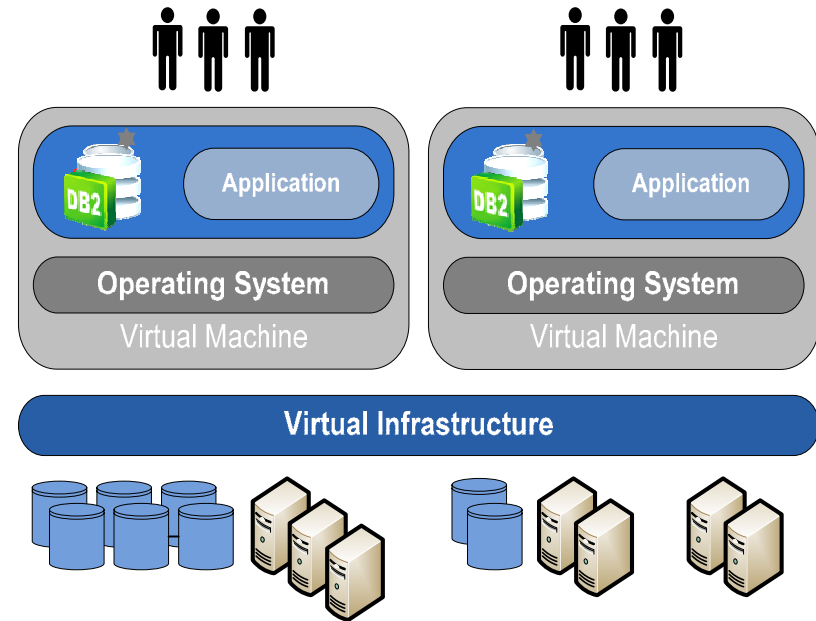 DB2
Application
Operating System
Virtual Machine
DB2
Application
Operating System
Virtual Machine
Virtual Infrastructure